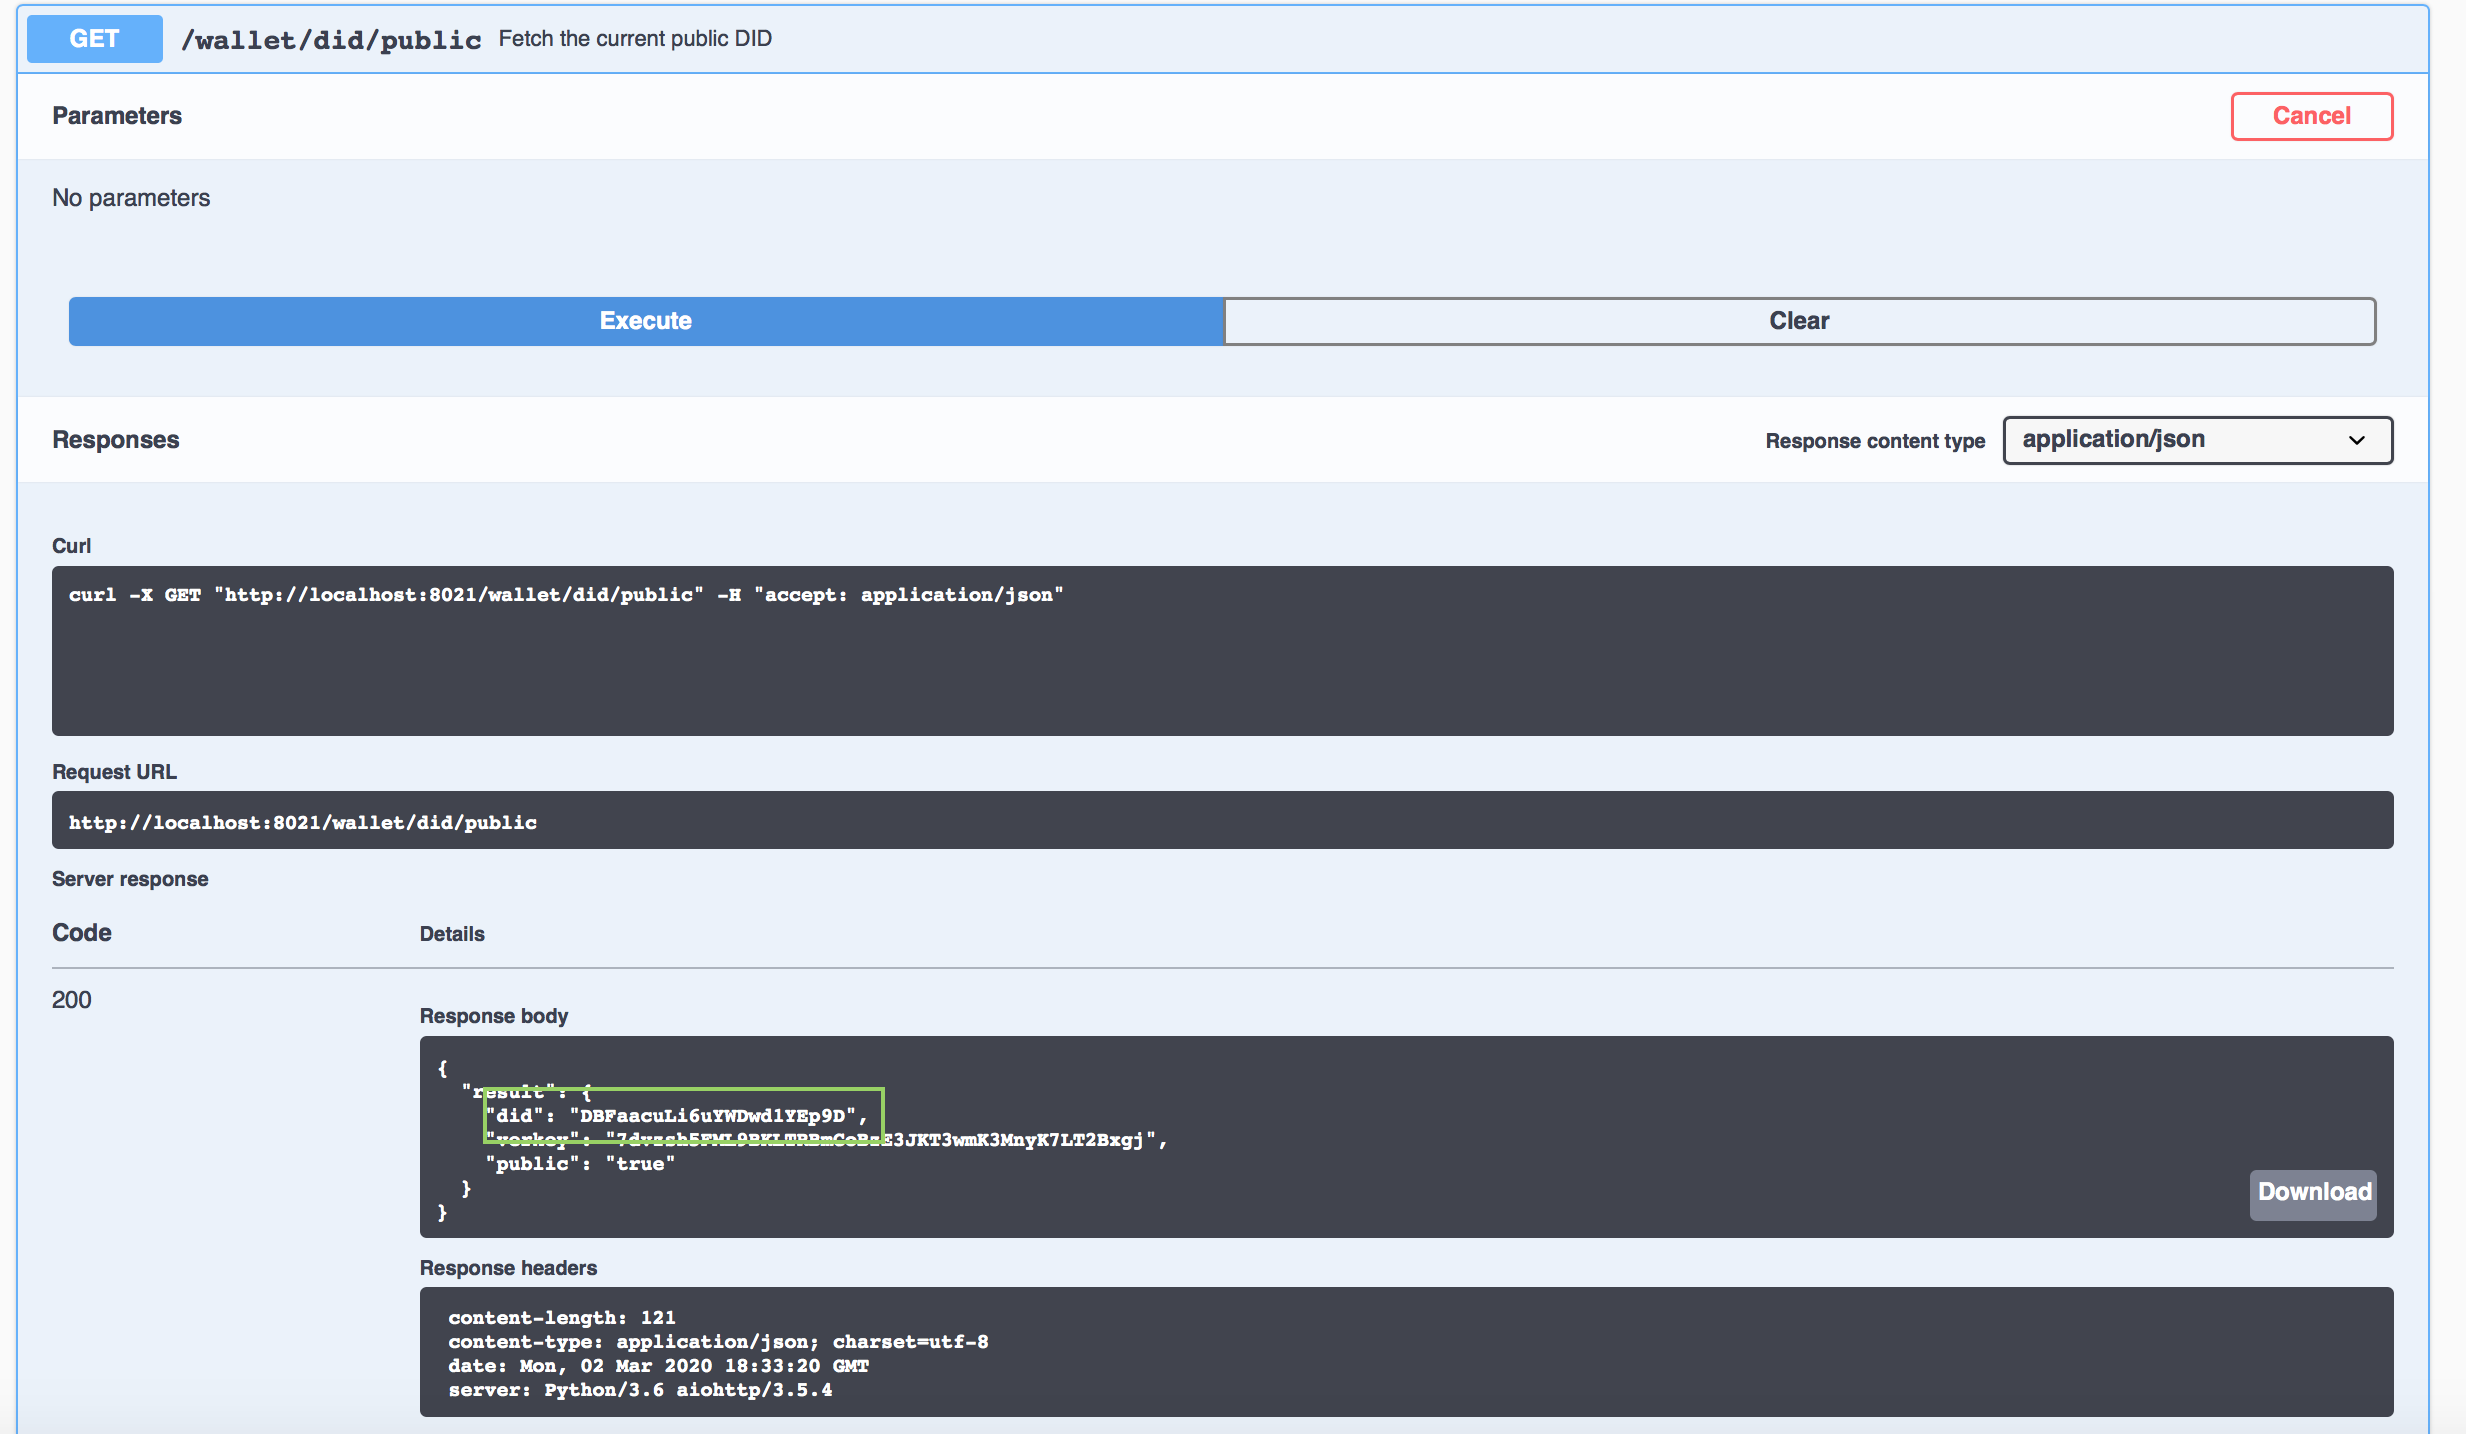 GET /wallet/did/public Fetch the current public DID
Parameters
Cancel
No parameters
Execute
Clear
Responses
Response content type application/json
Curl
curl -X GET "http://localhost:8021/wallet/did/public" -H "accept: application/json"
Request URL
http://localhost:8021/wallet/did/public
Server response
Code Details
200
Response body
{
"result": {
"did": "DBFaacuLi6uYWDwd1YEp9D",
"verkey":
"public": "true"
}
}
Download
Response headers
content-length: 121
content-type: application/json; charset=utf-8
date: Mon, 02 Mar 2020 18:33:20 GMT
server: Python/3.6 aiohttp/3.5.4